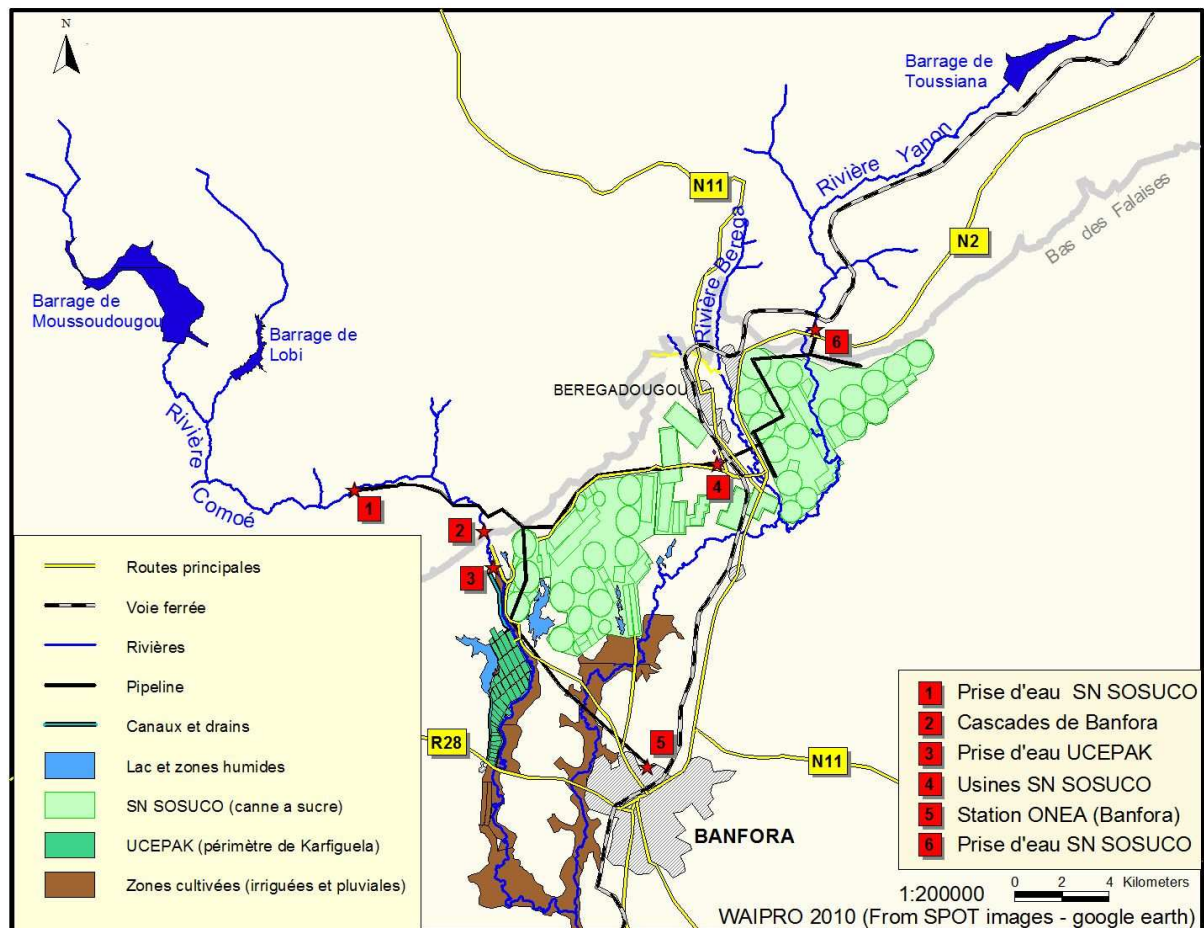 N
Barrage de
Toussiana
Rivière Yanon
N11
N2
Bas des Falaises
Rivière Berega
Barrage de
Moussoudougou
Barrage de
Lobi
6
BEREGADOUGOU
Rivière
Comoé
4
1
2
3
5
R28
N11
BANFORA
Routes principales
Voie ferrée
Rivières
Pipeline
Canaux et drains
Lac et zones humides
SN SOSUCO (canne a sucre)
UCEPAK (périmètre de Karfiguela)
Zones cultivées (irriguées et pluviales)
1 Prise d'eau SN SOSUCO
2 Cascades de Banfora
3 Prise d'eau UCEPAK
4 Usines SN SOSUCO
5 Station ONEA (Banfora)
6 Prise d'eau SN SOSUCO
1:200000 0 2 4 Kilometers
WAIPRO 2010 (From SPOT images - google earth)